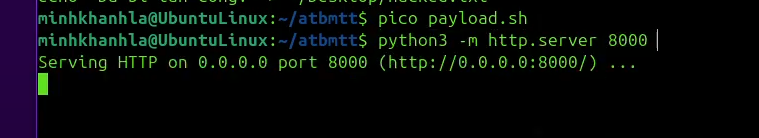 minhkhanhla@UbuntuLinux:~/atbmtt$ pico payload.sh
minhkhanhla@UbuntuLinux:~/atbmtt$ python3 -m http.server 8000
Serving HTTP on 0.0.0.0 port 8000 (http://0.0.0.0:8000/) ...